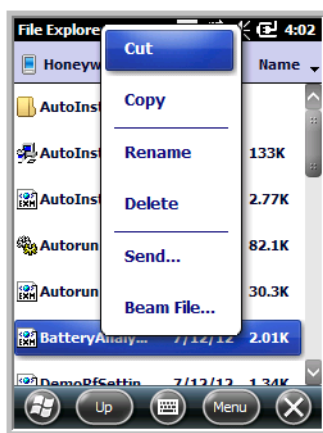 File Explore 4:02
Honeyw Name
Cut
Copy
Rename
Delete
Send...
Beam File...
AutoInst
AutoInst 133K
AutoInst 2.77K
Autorun 82.1K
Autorun 30.3K
BatteryAnaly... 7/12/12 2.01K
DemoRfSettin... 7/12/12 1.34K
Up Menu